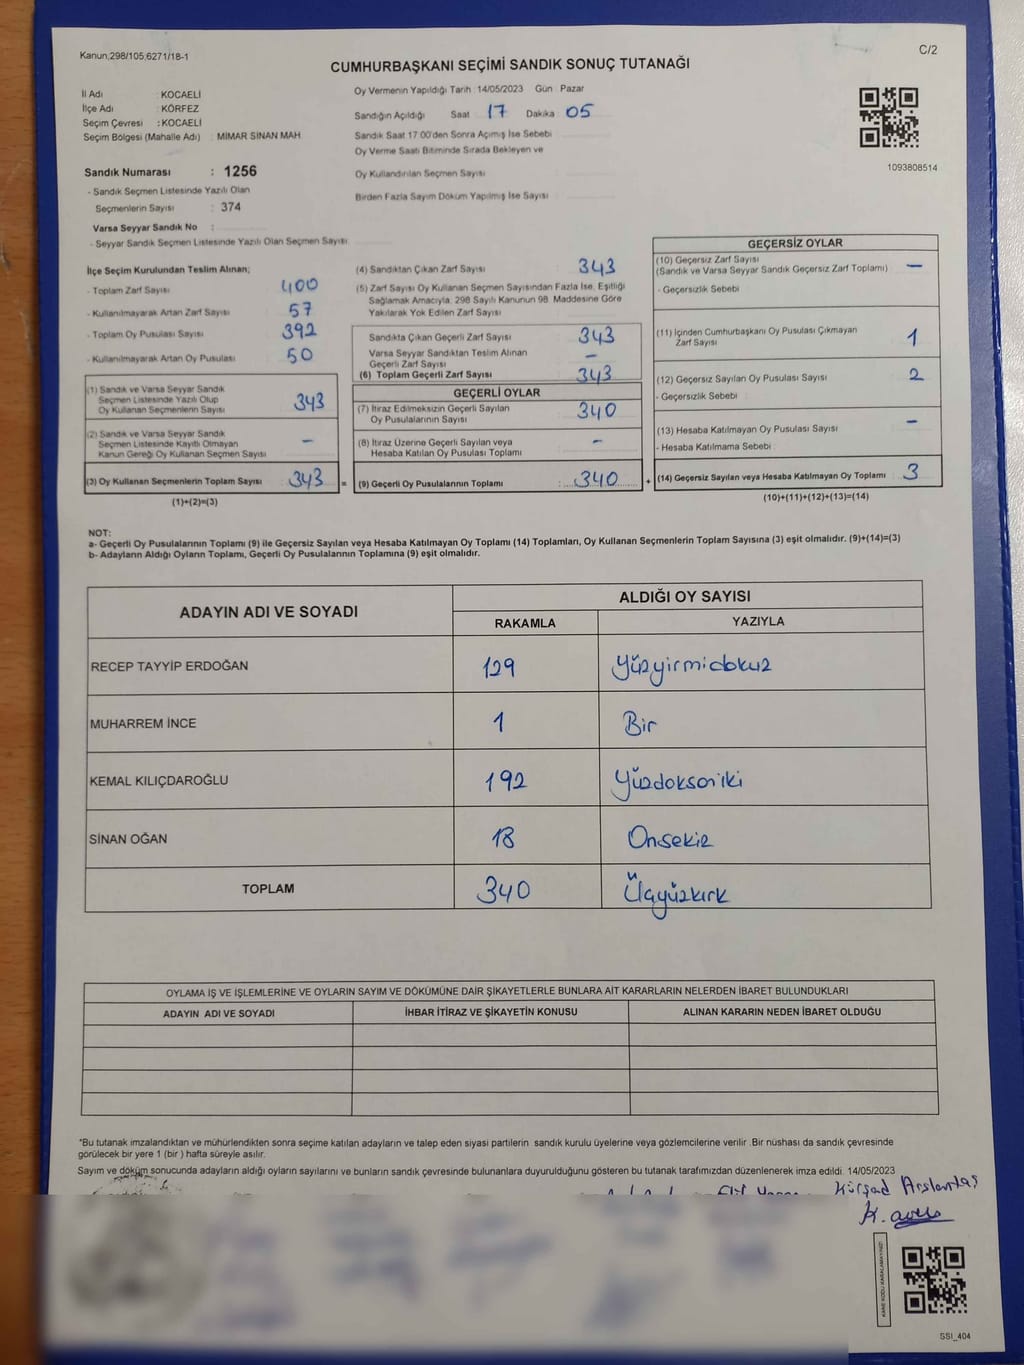 Kanun;298/105;6271/18-1
C/2
CUMHURBAŞKANI SEÇİMİ SANDIK SONUÇ TUTANAĞI
İl Adı : KOCAELİ
İlçe Adı : KÖRFEZ
Seçim Çevresi : KOCAELİ
Seçim Bölgesi (Mahalle Adı) : MİMAR SİNAN MAH.
Oy Vermenin Yapıldığı Tarih : 14/05/2023 Gün : Pazar
Sandığın Açıldığı Saat : 17 Dakika : 05
Sandık Saat 17:00'den Sonra Açılmış İse Sebebi
Oy Verme Saati Bitiminde Sırada Bekleyen ve
Oy Kullandırılan Seçmen Sayısı
Birden Fazla Sayım Döküm Yapılmış İse Sayısı
1093808514
Sandık Numarası : 1256
- Sandık Seçmen Listesinde Yazılı Olan
Seçmenlerin Sayısı : 374
Varsa Seyyar Sandık No :
- Seyyar Sandık Seçmen Listesinde Yazılı Olan Seçmen Sayısı
İlçe Seçim Kurulundan Teslim Alınan;
- Toplam Zarf Sayısı 400
- Kullanılmayarak Artan Zarf Sayısı 57
- Toplam Oy Pusulası Sayısı 392
- Kullanılmayarak Artan Oy Pusulası 50
(1) Sandık ve Varsa Seyyar Sandık
Seçmen Listesinde Yazılı Olup
Oy Kullanan Seçmenlerin Sayısı 343
(2) Sandık ve Varsa Seyyar Sandık
Seçmen Listesinde Kayıtlı Olmayan
Kanun Gereği Oy Kullanan Seçmen Sayısı –
(3) Oy Kullanan Seçmenlerin Toplam Sayısı 343 =
(1)+(2)=(3)
(4) Sandıktan Çıkan Zarf Sayısı 343
(5) Zarf Sayısı Oy Kullanan Seçmen Sayısından Fazla İse, Eşitliği
Sağlamak Amacıyla, 298 Sayılı Kanunun 98. Maddesine Göre
Yakılarak Yok Edilen Zarf Sayısı
Sandıkta Çıkan Geçerli Zarf Sayısı 343
Varsa Seyyar Sandıktan Teslim Alınan
Geçerli Zarf Sayısı –
(6) Toplam Geçerli Zarf Sayısı 343
GEÇERLİ OYLAR
(7) İtiraz Edilmeksizin Geçerli Sayılan
Oy Pusulalarının Sayısı 340
(8) İtiraz Üzerine Geçerli Sayılan veya
Hesaba Katılan Oy Pusulası Toplamı –
(9) Geçerli Oy Pusulalarının Toplamı : 340 +
GEÇERSİZ OYLAR
(10) Geçersiz Zarf Sayısı
(Sandık ve Varsa Seyyar Sandık Geçersiz Zarf Toplamı) –
- Geçersizlik Sebebi
(11) İçinden Cumhurbaşkanı Oy Pusulası Çıkmayan
Zarf Sayısı 1
(12) Geçersiz Sayılan Oy Pusulası Sayısı 2
- Geçersizlik Sebebi
(13) Hesaba Katılmayan Oy Pusulası Sayısı –
- Hesaba Katılmama Sebebi
(14) Geçersiz Sayılan veya Hesaba Katılmayan Oy Toplamı 3
(10)+(11)+(12)+(13)=(14)
NOT:
a- Geçerli Oy Pusulalarının Toplamı (9) ile Geçersiz Sayılan veya Hesaba Katılmayan Oy Toplamı (14) Toplamları, Oy Kullanan Seçmenlerin Toplam Sayısına (3) eşit olmalıdır. (9)+(14)=(3)
b- Adayların Aldığı Oyların Toplamı, Geçerli Oy Pusulalarının Toplamına (9) eşit olmalıdır.
ADAYIN ADI VE SOYADI
ALDIĞI OY SAYISI
RAKAMLA YAZIYLA
RECEP TAYYİP ERDOĞAN 129 Yüzyirmidokuz
MUHARREM İNCE 1 Bir
KEMAL KILIÇDAROĞLU 192 Yüzdoksaniki
SİNAN OĞAN 18 Onsekiz
TOPLAM 340 Üçyüzkırk
OYLAMA İŞ VE İŞLEMLERİNE VE OYLARIN SAYIM VE DÖKÜMÜNE DAİR ŞİKAYETLERLE BUNLARA AİT KARARLARIN NELERDEN İBARET BULUNDUKLARI
ADAYIN ADI VE SOYADI İHBAR İTİRAZ VE ŞİKAYETİN KONUSU ALINAN KARARIN NEDEN İBARET OLDUĞU
*Bu tutanak imzalandıktan ve mühürlendikten sonra seçime katılan adayların ve talep eden siyasi partilerin sandık kurulu üyelerine veya gözlemcilerine verilir. Bir nüshası da sandık çevresinde
görülecek bir yere 1 (bir) hafta süreyle asılır.
Sayım ve döküm sonucunda adayların aldığı oyların sayılarını ve bunların sandık çevresinde bulunanlara duyurulduğunu gösteren bu tutanak tarafımızdan düzenlenerek imza edildi. 14/05/2023
Kürşad Arslantaş
SSI_404